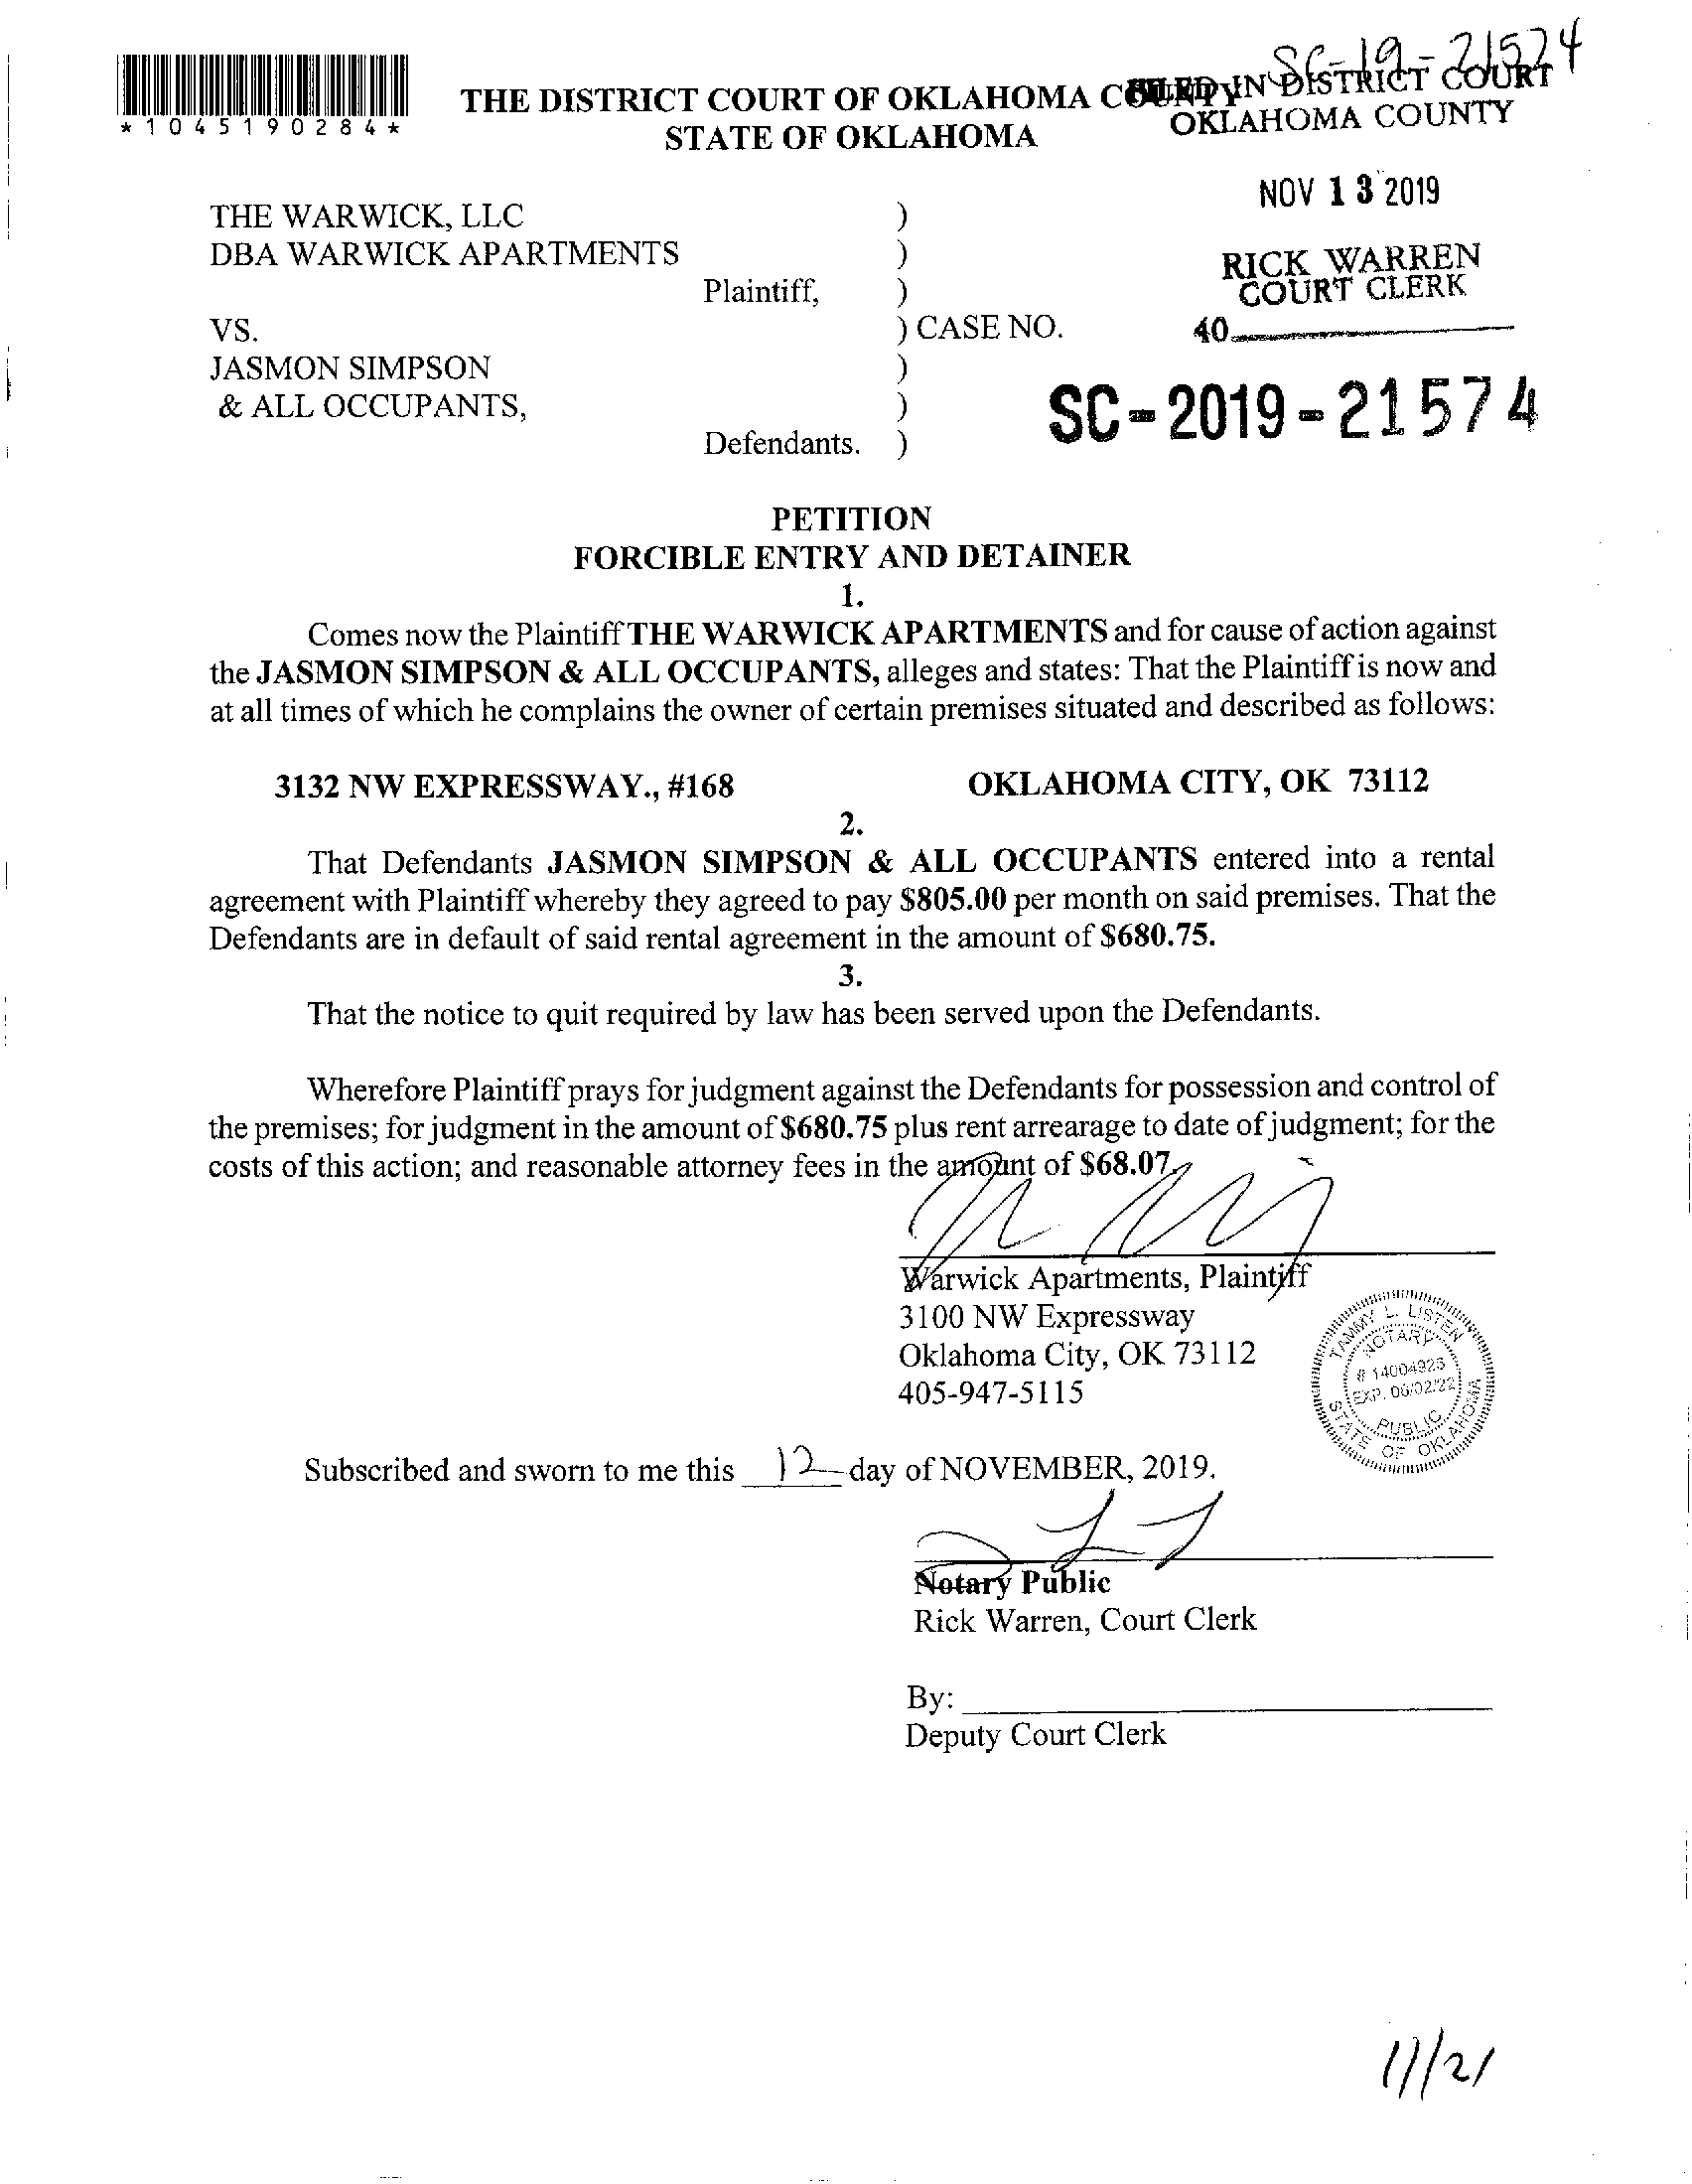 SC-19-21574
*1045190284*
THE DISTRICT COURT OF OKLAHOMA COUNTY
STATE OF OKLAHOMA
FILED IN DISTRICT COURT
OKLAHOMA COUNTY
NOV 13 2019
RICK WARREN
COURT CLERK
40
THE WARWICK, LLC )
DBA WARWICK APARTMENTS )
Plaintiff, )
VS. ) CASE NO.
JASMON SIMPSON )
& ALL OCCUPANTS, )
Defendants. )
SC-2019-21574
PETITION
FORCIBLE ENTRY AND DETAINER
1.
Comes now the Plaintiff THE WARWICK APARTMENTS and for cause of action against
the JASMON SIMPSON & ALL OCCUPANTS, alleges and states: That the Plaintiff is now and
at all times of which he complains the owner of certain premises situated and described as follows:
3132 NW EXPRESSWAY., #168 OKLAHOMA CITY, OK 73112
2.
That Defendants JASMON SIMPSON & ALL OCCUPANTS entered into a rental
agreement with Plaintiff whereby they agreed to pay $805.00 per month on said premises. That the
Defendants are in default of said rental agreement in the amount of $680.75.
3.
That the notice to quit required by law has been served upon the Defendants.
Wherefore Plaintiff prays for judgment against the Defendants for possession and control of
the premises; for judgment in the amount of $680.75 plus rent arrearage to date of judgment; for the
costs of this action; and reasonable attorney fees in the amount of $68.07
Warwick Apartments, Plaintiff
3100 NW Expressway
Oklahoma City, OK 73112
405-947-5115
TAMMY L. LISTEN
NOTARY
# 14004923
EXP. 06/02/22
PUBLIC
STATE OF OKLAHOMA
Subscribed and sworn to me this 12 day of NOVEMBER, 2019.
Notary Public
Rick Warren, Court Clerk
By:
Deputy Court Clerk
11/21